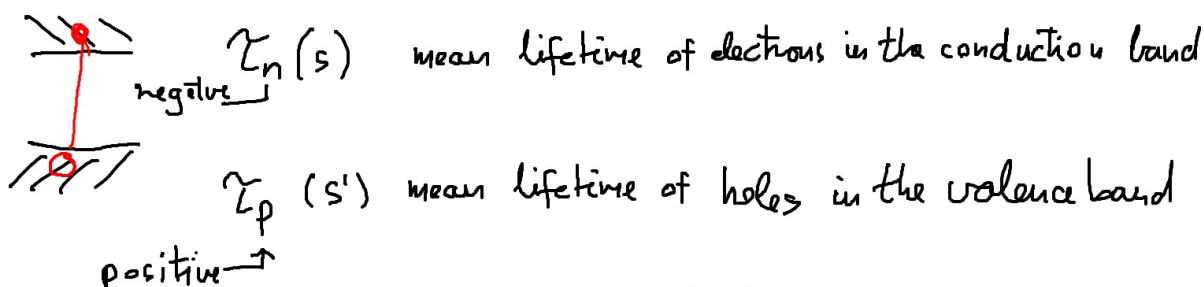 τn (s) mean lifetime of electrons in the conduction band
negative
τp (s') mean lifetime of holes in the valence band
positive